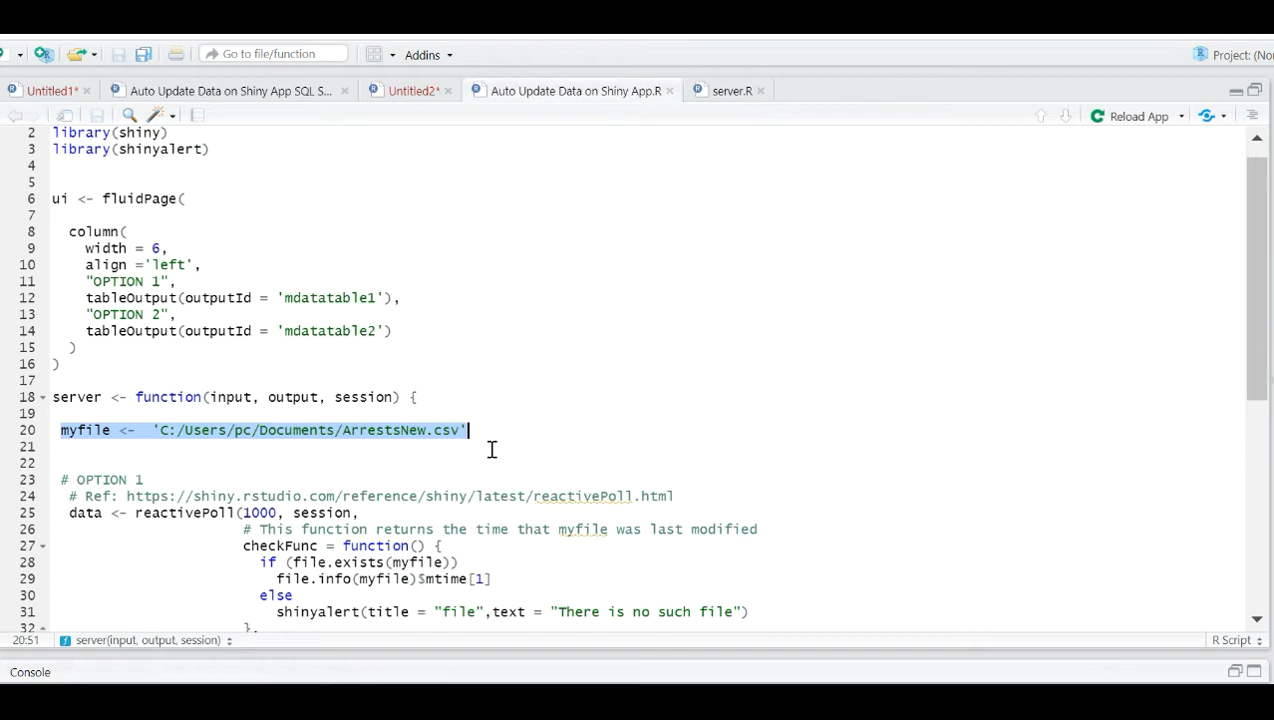 Go to file/function
Addins
Project: (Nor
Untitled1*
Auto Update Data on Shiny App SQL S...
Untitled2*
Auto Update Data on Shiny App.R
server.R
Reload App
2 library(shiny)
3 library(shinyalert)
4
5
6 ui <- fluidPage(
7
8 column(
9 width = 6,
10 align ='left',
11 "OPTION 1",
12 tableOutput(outputId = 'mdatatable1'),
13 "OPTION 2",
14 tableOutput(outputId = 'mdatatable2')
15 )
16 )
17
18 server <- function(input, output, session) {
19
20 myfile <- 'C:/Users/pc/Documents/ArrestsNew.csv'
21
22
23 # OPTION 1
24 # Ref: https://shiny.rstudio.com/reference/shiny/latest/reactivePoll.html
25 data <- reactivePoll(1000, session,
26 # This function returns the time that myfile was last modified
27 checkFunc = function() {
28 if (file.exists(myfile))
29 file.info(myfile)$mtime[1]
30 else
31 shinyalert(title = "file",text = "There is no such file")
32 },
20:51 server(input, output, session) R Script
Console